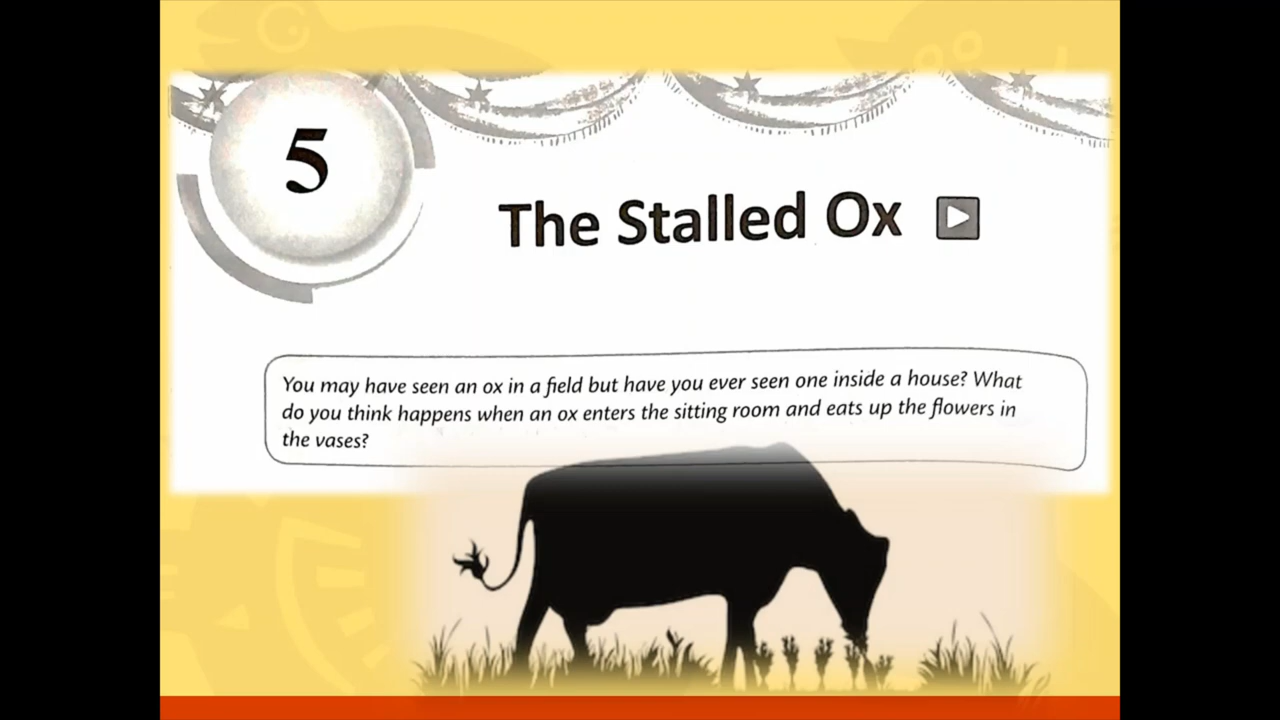 5
The Stalled Ox
You may have seen an ox in a field but have you ever seen one inside a house? What
do you think happens when an ox enters the sitting room and eats up the flowers in
the vases?